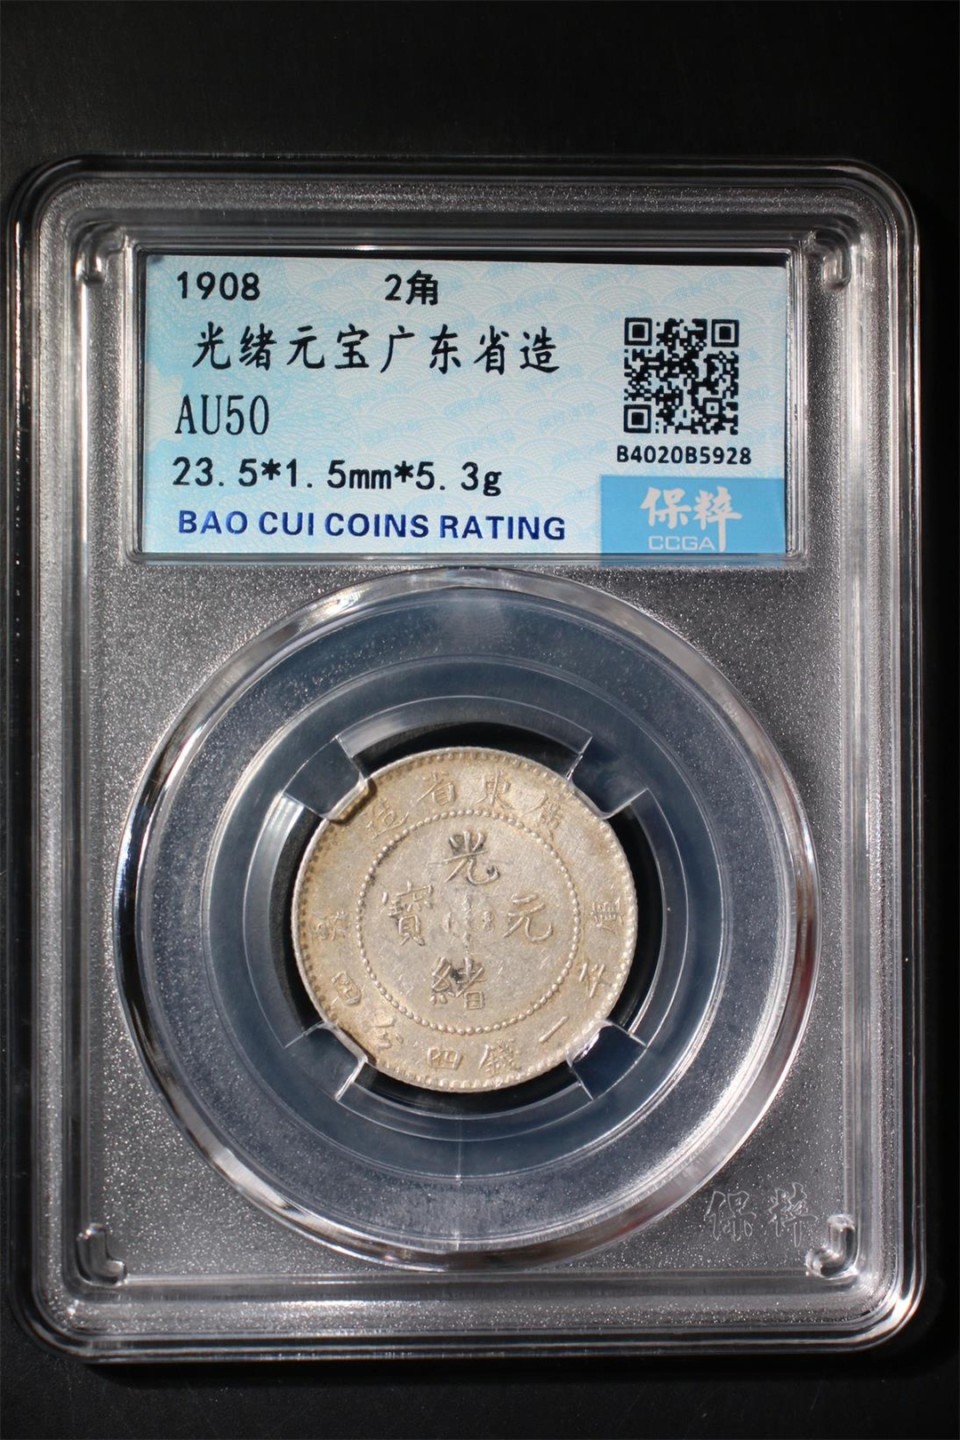 1908 2角
光绪元宝广东省造
AU50
23.5*1.5mm*5.3g
BAO CUI COINS RATING
B4020B5928
保粹
CCGA
造省東廣
光
寶 元
緒
庫平一錢四分四釐
保粹